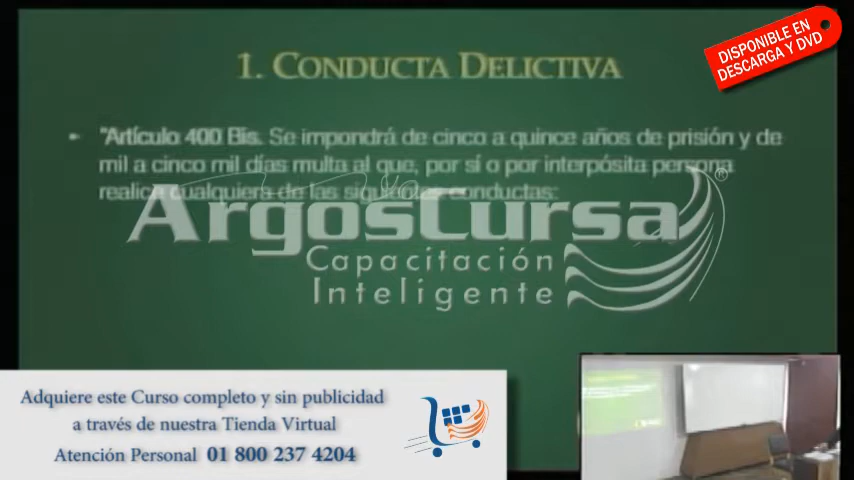 DISPONIBLE EN
DESCARGA Y DVD
1. CONDUCTA DELICTIVA
• "Artículo 400 Bis. Se impondrá de cinco a quince años de prisión y de
mil a cinco mil días multa al que, por sí o por interpósita persona
realice cualquiera de las siguientes conductas:
ArgosCursa®
Capacitación
Inteligente
Adquiere este Curso completo y sin publicidad
a través de nuestra Tienda Virtual
Atención Personal 01 800 237 4204